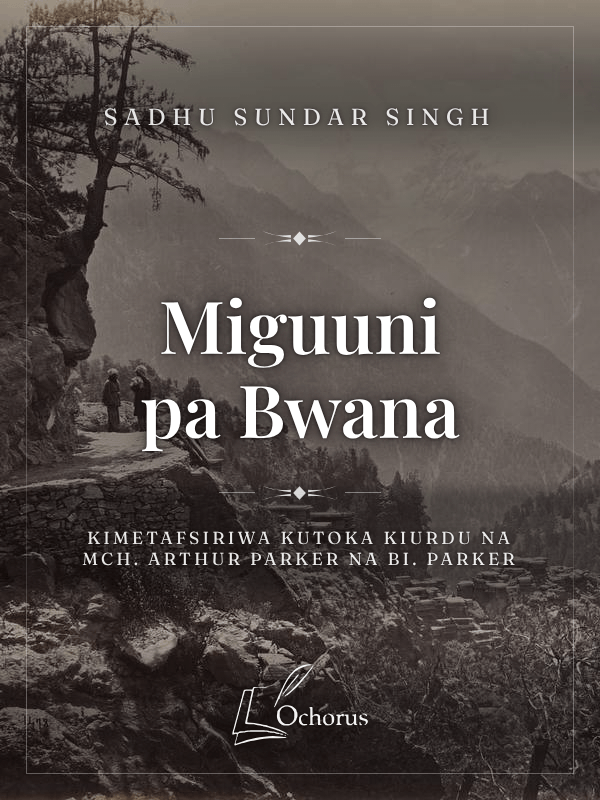 SADHU SUNDAR SINGH
Miguuni
pa Bwana
KIMETAFSIRIWA KUTOKA KIURDU NA
MCH. ARTHUR PARKER NA BI. PARKER
Ochorus